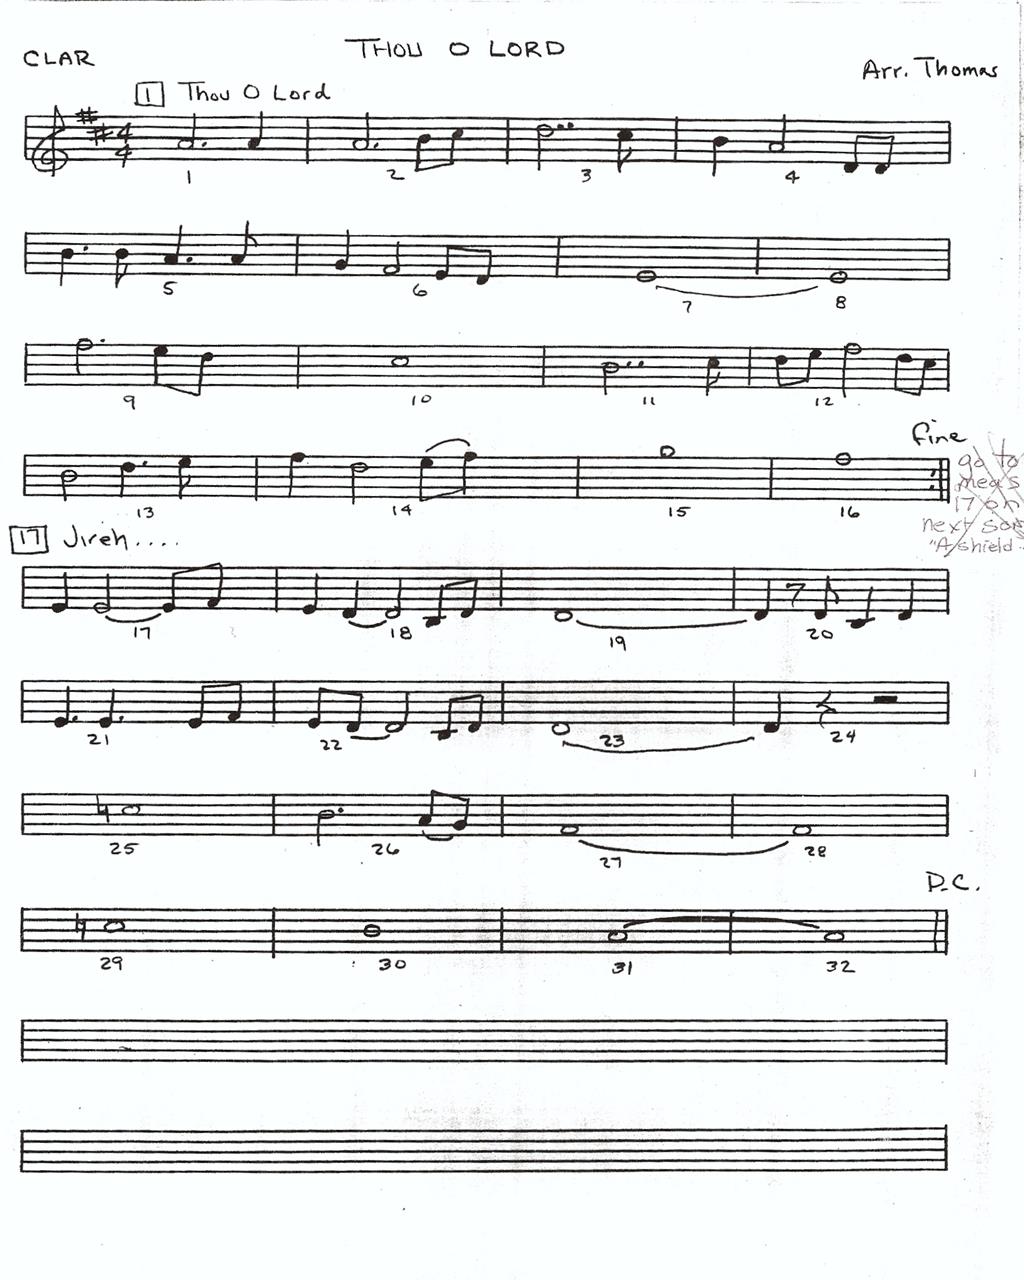 THOU O LORD
CLAR
Arr. Thomas
1 Thou O Lord
4
4
1 2 3 4
5 6 7 8
9 10 11 12
Fine
go to
meas
17 on
next
"A shield..
13 14 15 16
17 Jireh....
17 18 19 20
21 22 23 24
25 26 27 28
D.C.
29 30 31 32